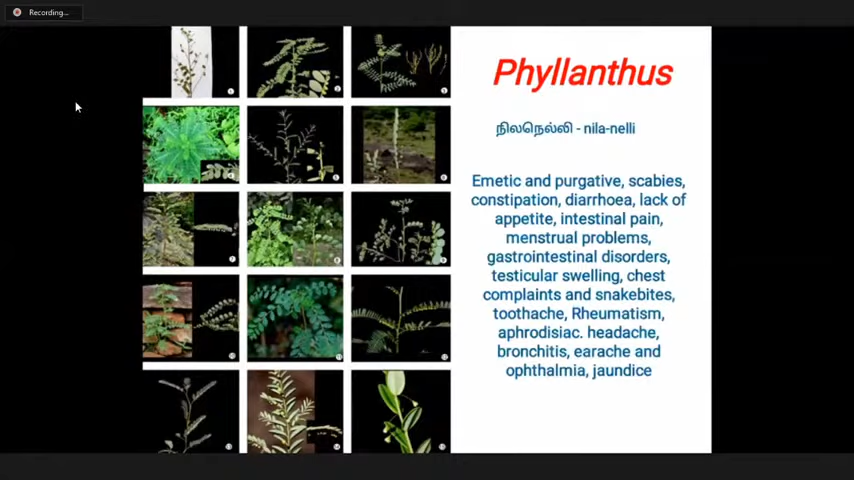 Recording...
Phyllanthus
நிலநெல்லி - nila-nelli
Emetic and purgative, scabies,
constipation, diarrhoea, lack of
appetite, intestinal pain,
menstrual problems,
gastrointestinal disorders,
testicular swelling, chest
complaints and snakebites,
toothache, Rheumatism,
aphrodisiac. headache,
bronchitis, earache and
ophthalmia, jaundice